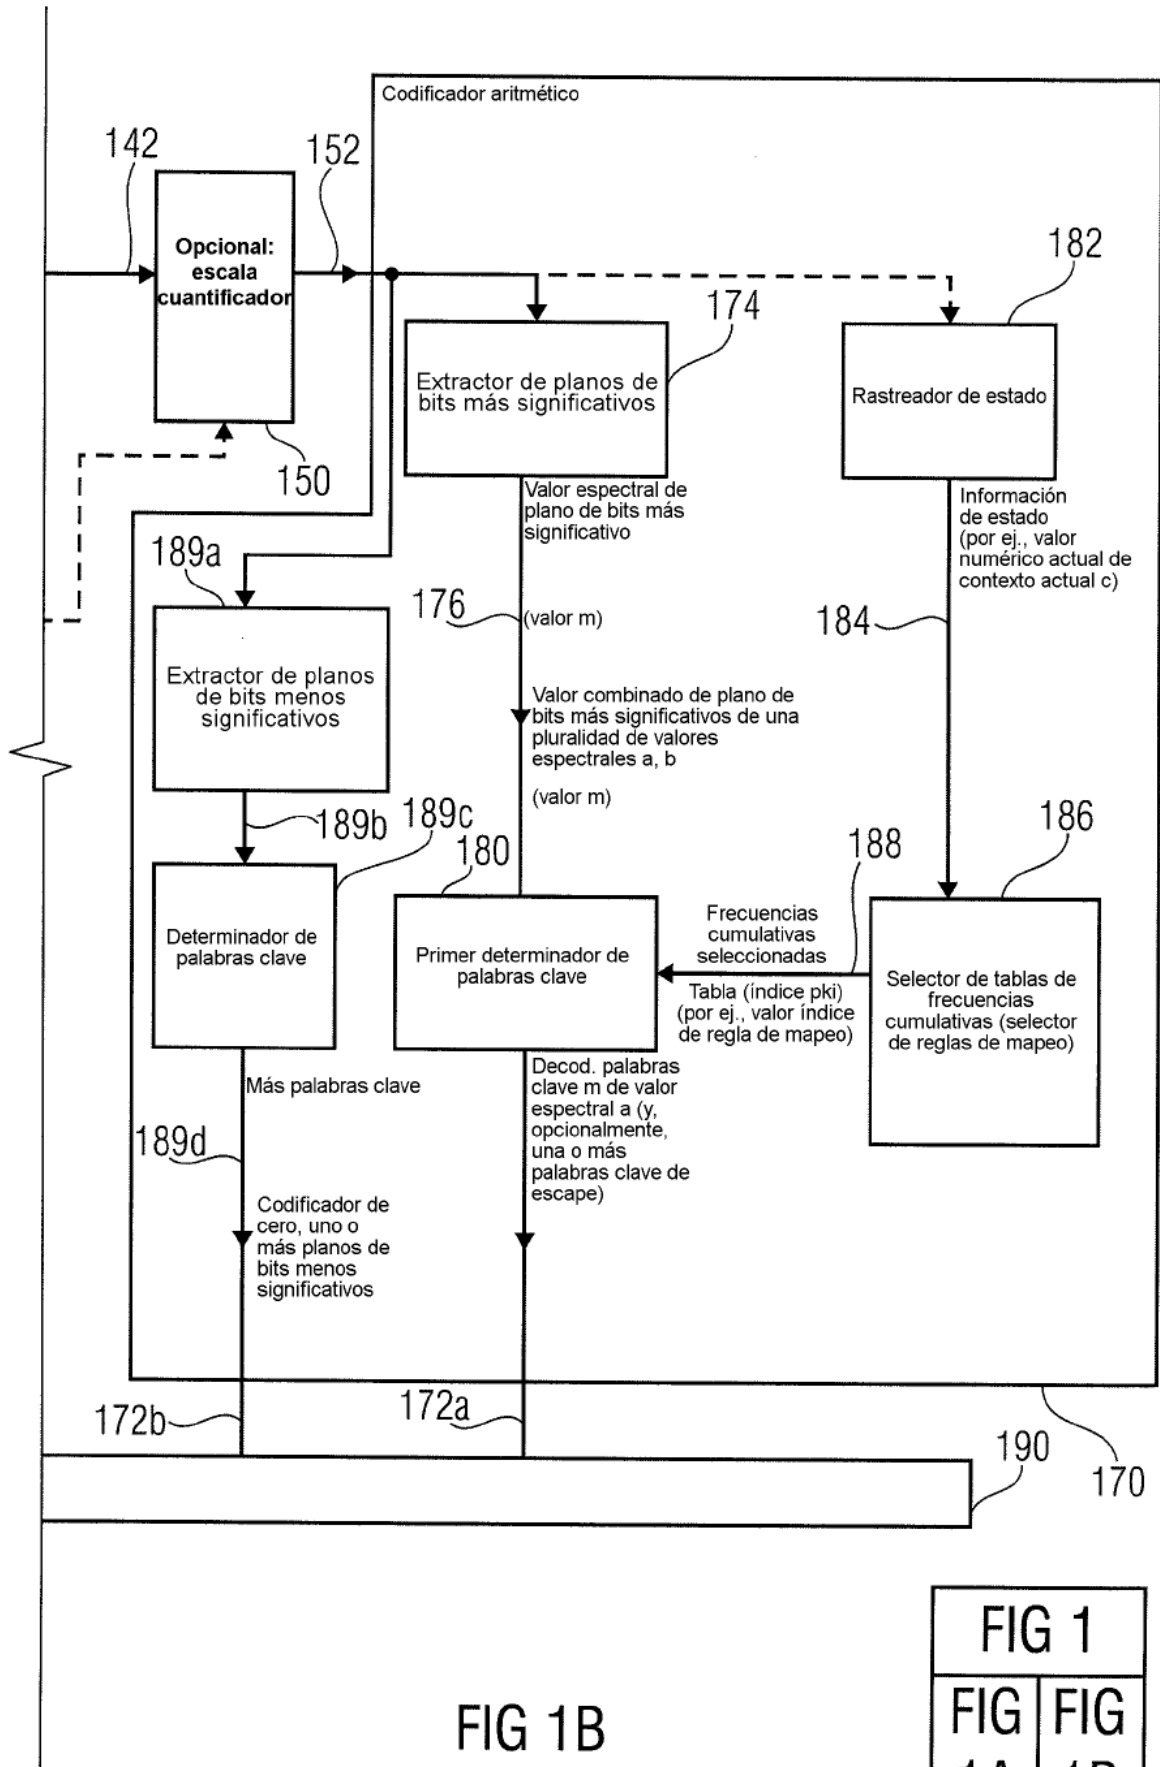 Codificador aritmético
142
152
Opcional:
escala
cuantificador
150
182
174
Extractor de planos de
bits más significativos
Rastreador de estado
Valor espectral de
plano de bits más
significativo
Información
de estado
(por ej., valor
numérico actual de
contexto actual c)
189a
176
(valor m)
184
Extractor de planos
de bits menos
significativos
Valor combinado de plano de
bits más significativos de una
pluralidad de valores
espectrales a, b
(valor m)
189b
189c
180
188
186
Determinador de
palabras clave
Primer determinador de
palabras clave
Frecuencias
cumulativas
seleccionadas
Tabla (índice pki)
(por ej., valor índice
de regla de mapeo)
Selector de tablas de
frecuencias
cumulativas (selector
de reglas de mapeo)
Más palabras clave
Decod. palabras
clave m de valor
espectral a (y,
opcionalmente,
una o más
palabras clave de
escape)
189d
Codificador de
cero, uno o
más planos de
bits menos
significativos
172b
172a
190
170
FIG 1
FIG 1B
FIG
FIG
1A
1B